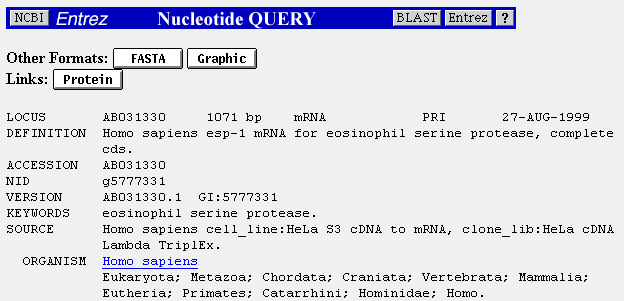 NCBI Entrez Nucleotide QUERY BLAST Entrez ?
Other Formats: FASTA Graphic
Links: Protein
LOCUS AB031330 1071 bp mRNA PRI 27-AUG-1999
DEFINITION Homo sapiens esp-1 mRNA for eosinophil serine protease, complete
cds.
ACCESSION AB031330
NID g5777331
VERSION AB031330.1 GI:5777331
KEYWORDS eosinophil serine protease.
SOURCE Homo sapiens cell_line:HeLa S3 cDNA to mRNA, clone_lib:HeLa cDNA
Lambda TriplEx.
ORGANISM Homo sapiens
Eukaryota; Metazoa; Chordata; Craniata; Vertebrata; Mammalia;
Eutheria; Primates; Catarrhini; Hominidae; Homo.